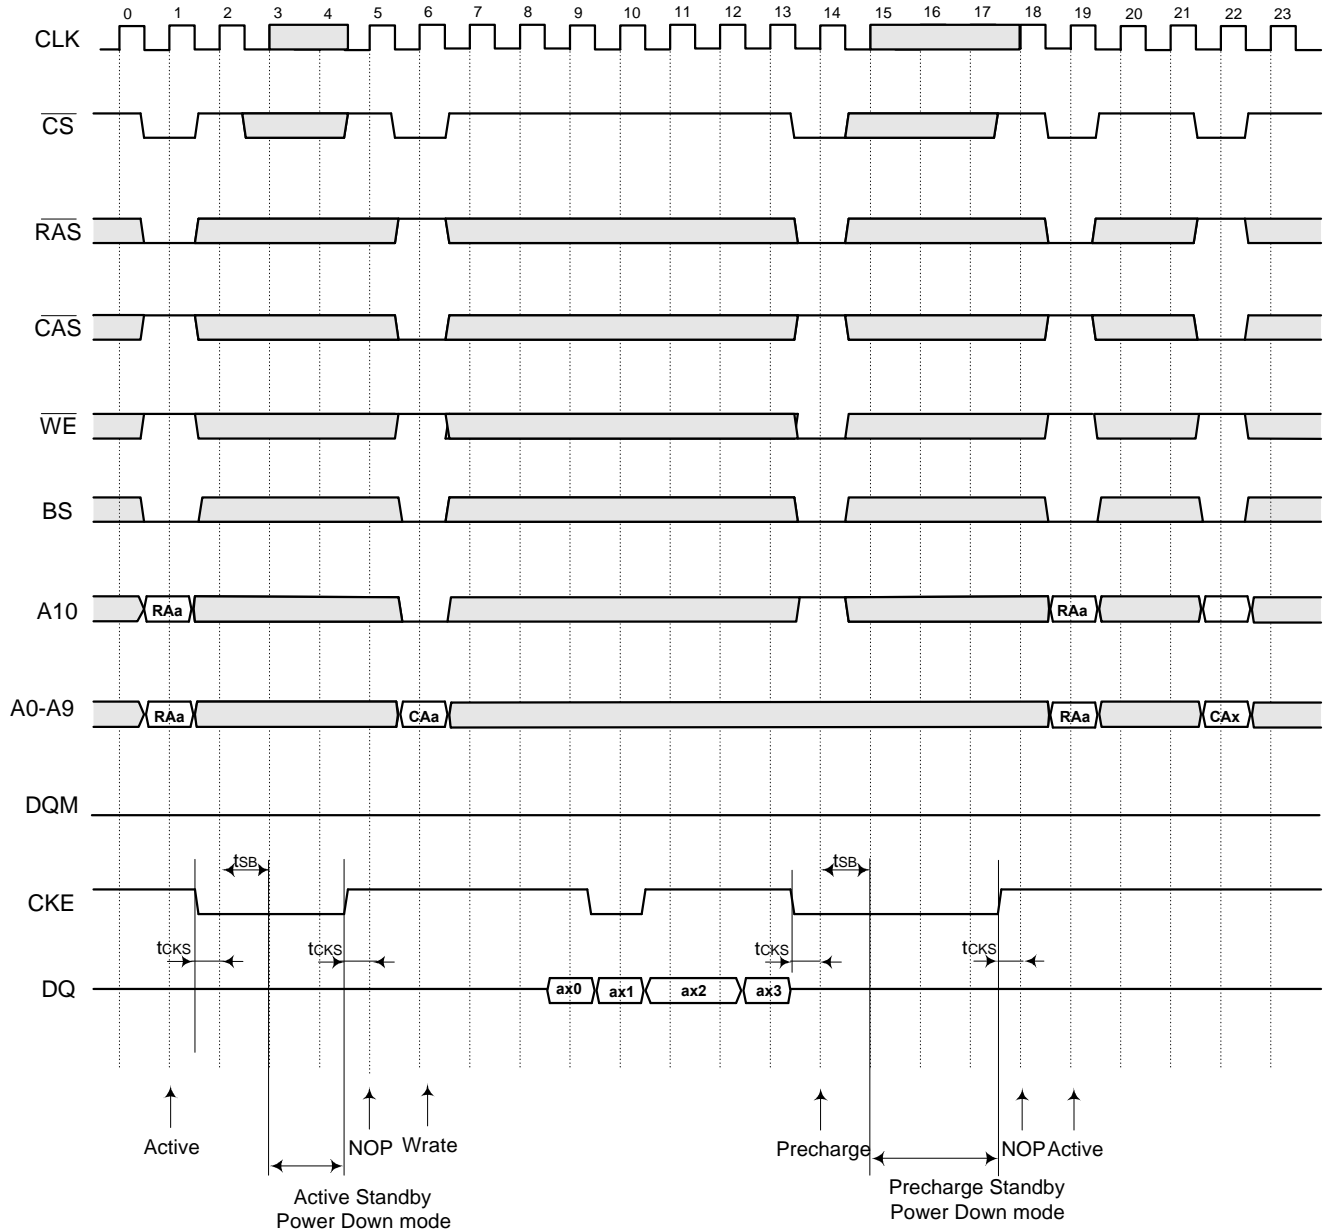 0 1 2 3 4 5 6 7 8 9 10 11 12 13 14 15 16 17 18 19 20 21 22 23
CLK
CS
RAS
CAS
WE
BS
A10 RAa RAa
A0-A9 RAa CAa RAa CAx
DQM
tSB tSB
CKE
tCKS tCKS tCKS tCKS
DQ ax0 ax1 ax2 ax3
Active NOP Wrate Precharge NOP Active
Active Standby
Power Down mode
Precharge Standby
Power Down mode